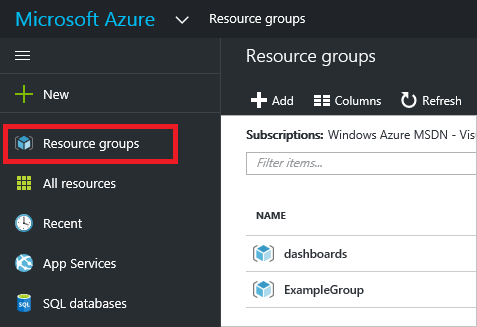 Microsoft Azure Resource groups
Resource groups
New
Add Columns Refresh
Resource groups
Subscriptions: Windows Azure MSDN - Vis
Filter items...
All resources
NAME
Recent
dashboards
App Services
ExampleGroup
SQL databases